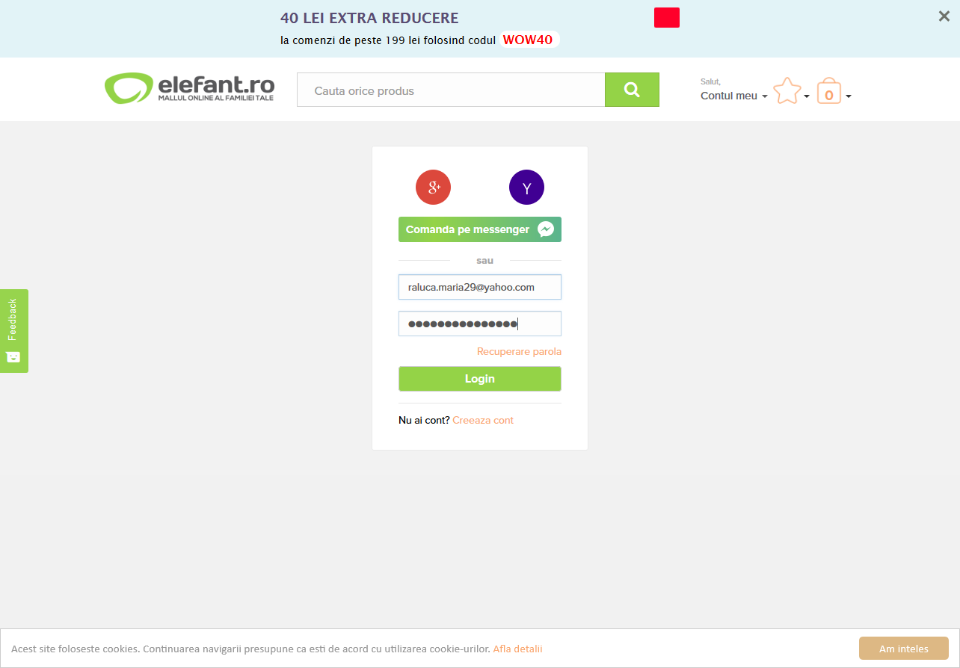 40 LEI EXTRA REDUCERE
la comenzi de peste 199 lei folosind codul WOW40
elefant.ro
MALLUL ONLINE AL FAMILIEI TALE
Cauta orice produs
Salut,
Contul meu
0
g+
Y
Comanda pe messenger
sau
raluca.maria29@yahoo.com
●●●●●●●●●●●●●●●
Recuperare parola
Login
Nu ai cont? Creeaza cont
Feedback
Acest site foloseste cookies. Continuarea navigarii presupune ca esti de acord cu utilizarea cookie-urilor. Afla detalii
Am inteles